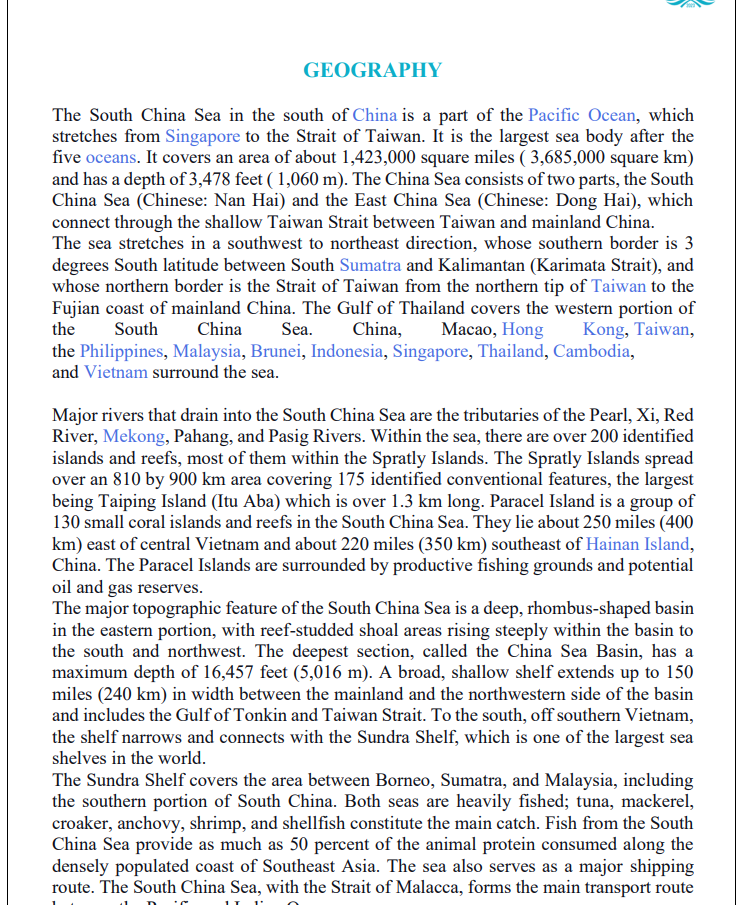 GEOGRAPHY
The South China Sea in the south of China is a part of the Pacific Ocean, which
stretches from Singapore to the Strait of Taiwan. It is the largest sea body after the
five oceans. It covers an area of about 1,423,000 square miles ( 3,685,000 square km)
and has a depth of 3,478 feet ( 1,060 m). The China Sea consists of two parts, the South
China Sea (Chinese: Nan Hai) and the East China Sea (Chinese: Dong Hai), which
connect through the shallow Taiwan Strait between Taiwan and mainland China.
The sea stretches in a southwest to northeast direction, whose southern border is 3
degrees South latitude between South Sumatra and Kalimantan (Karimata Strait), and
whose northern border is the Strait of Taiwan from the northern tip of Taiwan to the
Fujian coast of mainland China. The Gulf of Thailand covers the western portion of
the South China Sea. China, Macao, Hong Kong, Taiwan,
the Philippines, Malaysia, Brunei, Indonesia, Singapore, Thailand, Cambodia,
and Vietnam surround the sea.
Major rivers that drain into the South China Sea are the tributaries of the Pearl, Xi, Red
River, Mekong, Pahang, and Pasig Rivers. Within the sea, there are over 200 identified
islands and reefs, most of them within the Spratly Islands. The Spratly Islands spread
over an 810 by 900 km area covering 175 identified conventional features, the largest
being Taiping Island (Itu Aba) which is over 1.3 km long. Paracel Island is a group of
130 small coral islands and reefs in the South China Sea. They lie about 250 miles (400
km) east of central Vietnam and about 220 miles (350 km) southeast of Hainan Island,
China. The Paracel Islands are surrounded by productive fishing grounds and potential
oil and gas reserves.
The major topographic feature of the South China Sea is a deep, rhombus-shaped basin
in the eastern portion, with reef-studded shoal areas rising steeply within the basin to
the south and northwest. The deepest section, called the China Sea Basin, has a
maximum depth of 16,457 feet (5,016 m). A broad, shallow shelf extends up to 150
miles (240 km) in width between the mainland and the northwestern side of the basin
and includes the Gulf of Tonkin and Taiwan Strait. To the south, off southern Vietnam,
the shelf narrows and connects with the Sundra Shelf, which is one of the largest sea
shelves in the world.
The Sundra Shelf covers the area between Borneo, Sumatra, and Malaysia, including
the southern portion of South China. Both seas are heavily fished; tuna, mackerel,
croaker, anchovy, shrimp, and shellfish constitute the main catch. Fish from the South
China Sea provide as much as 50 percent of the animal protein consumed along the
densely populated coast of Southeast Asia. The sea also serves as a major shipping
route. The South China Sea, with the Strait of Malacca, forms the main transport route